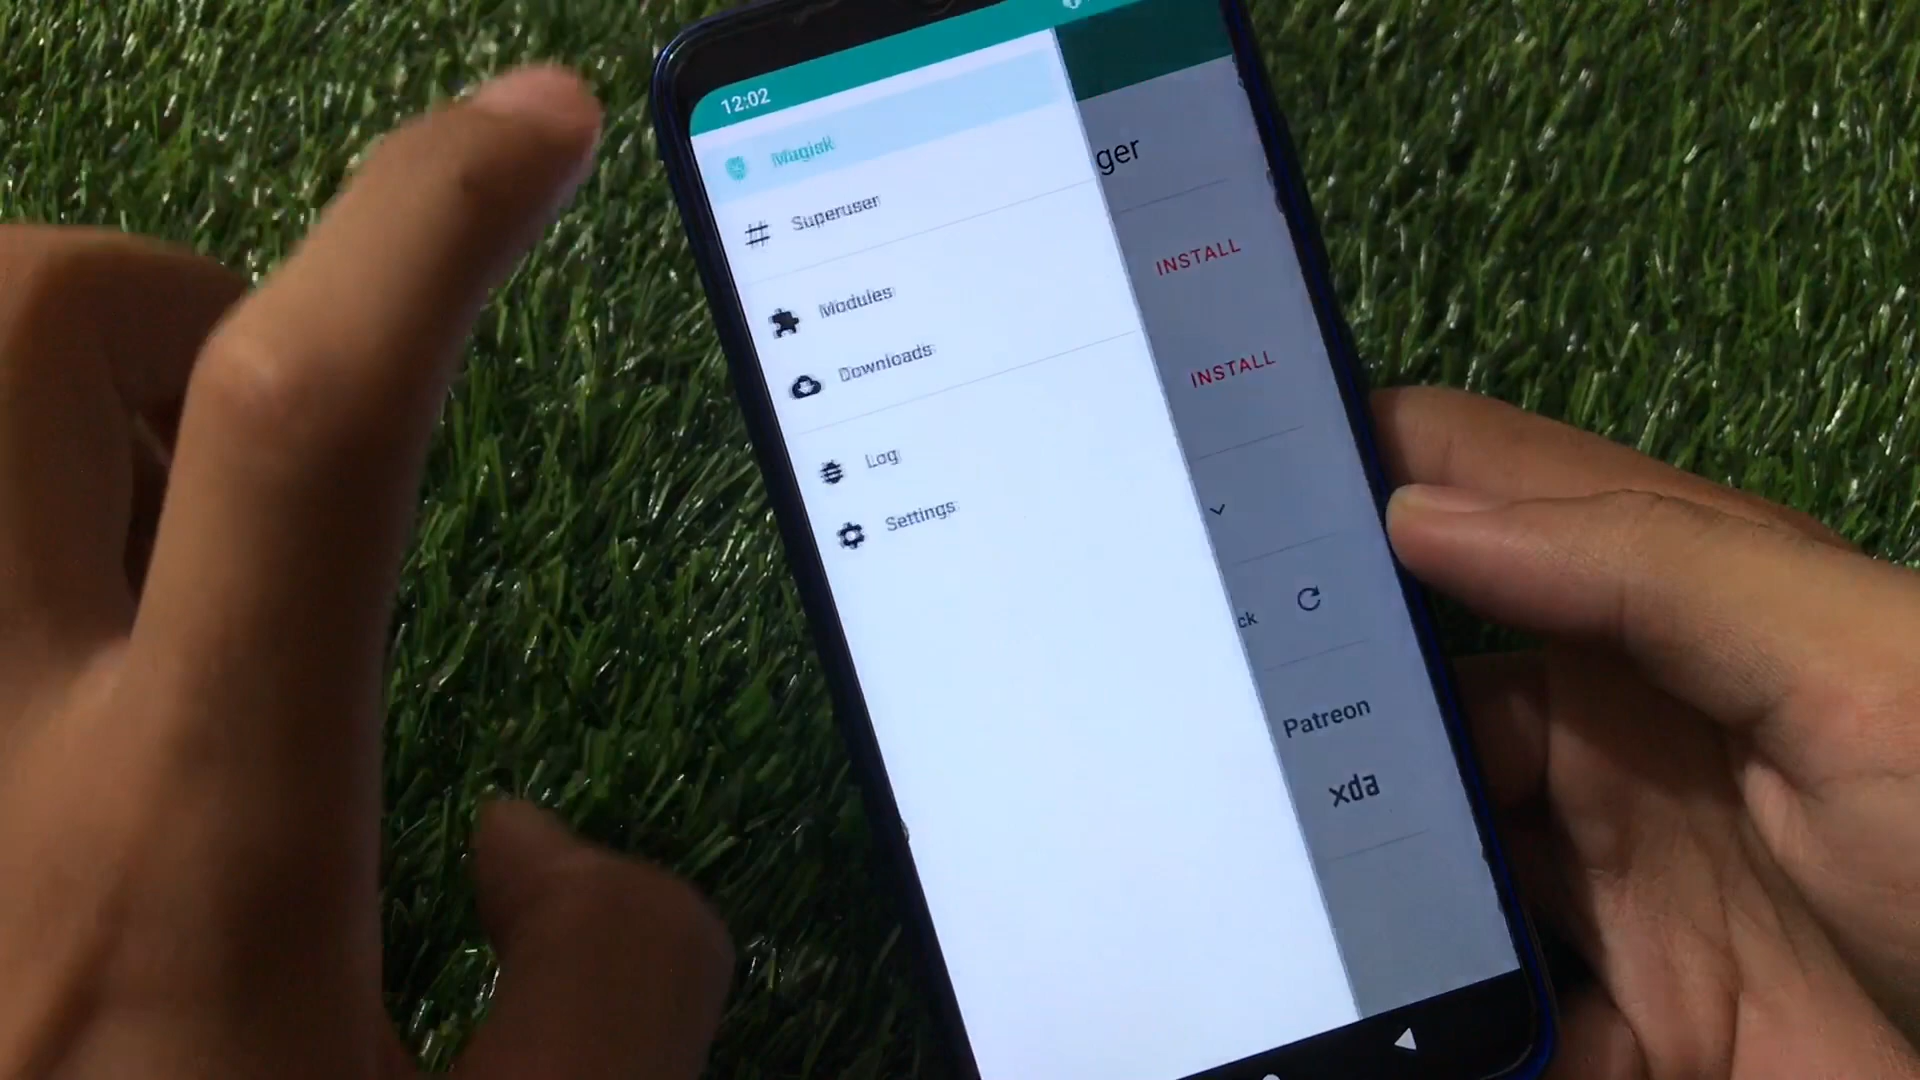 12:02
Magisk
Superuser
Modules
Downloads
Log
Settings
ger
INSTALL
INSTALL
ck
Patreon
xda